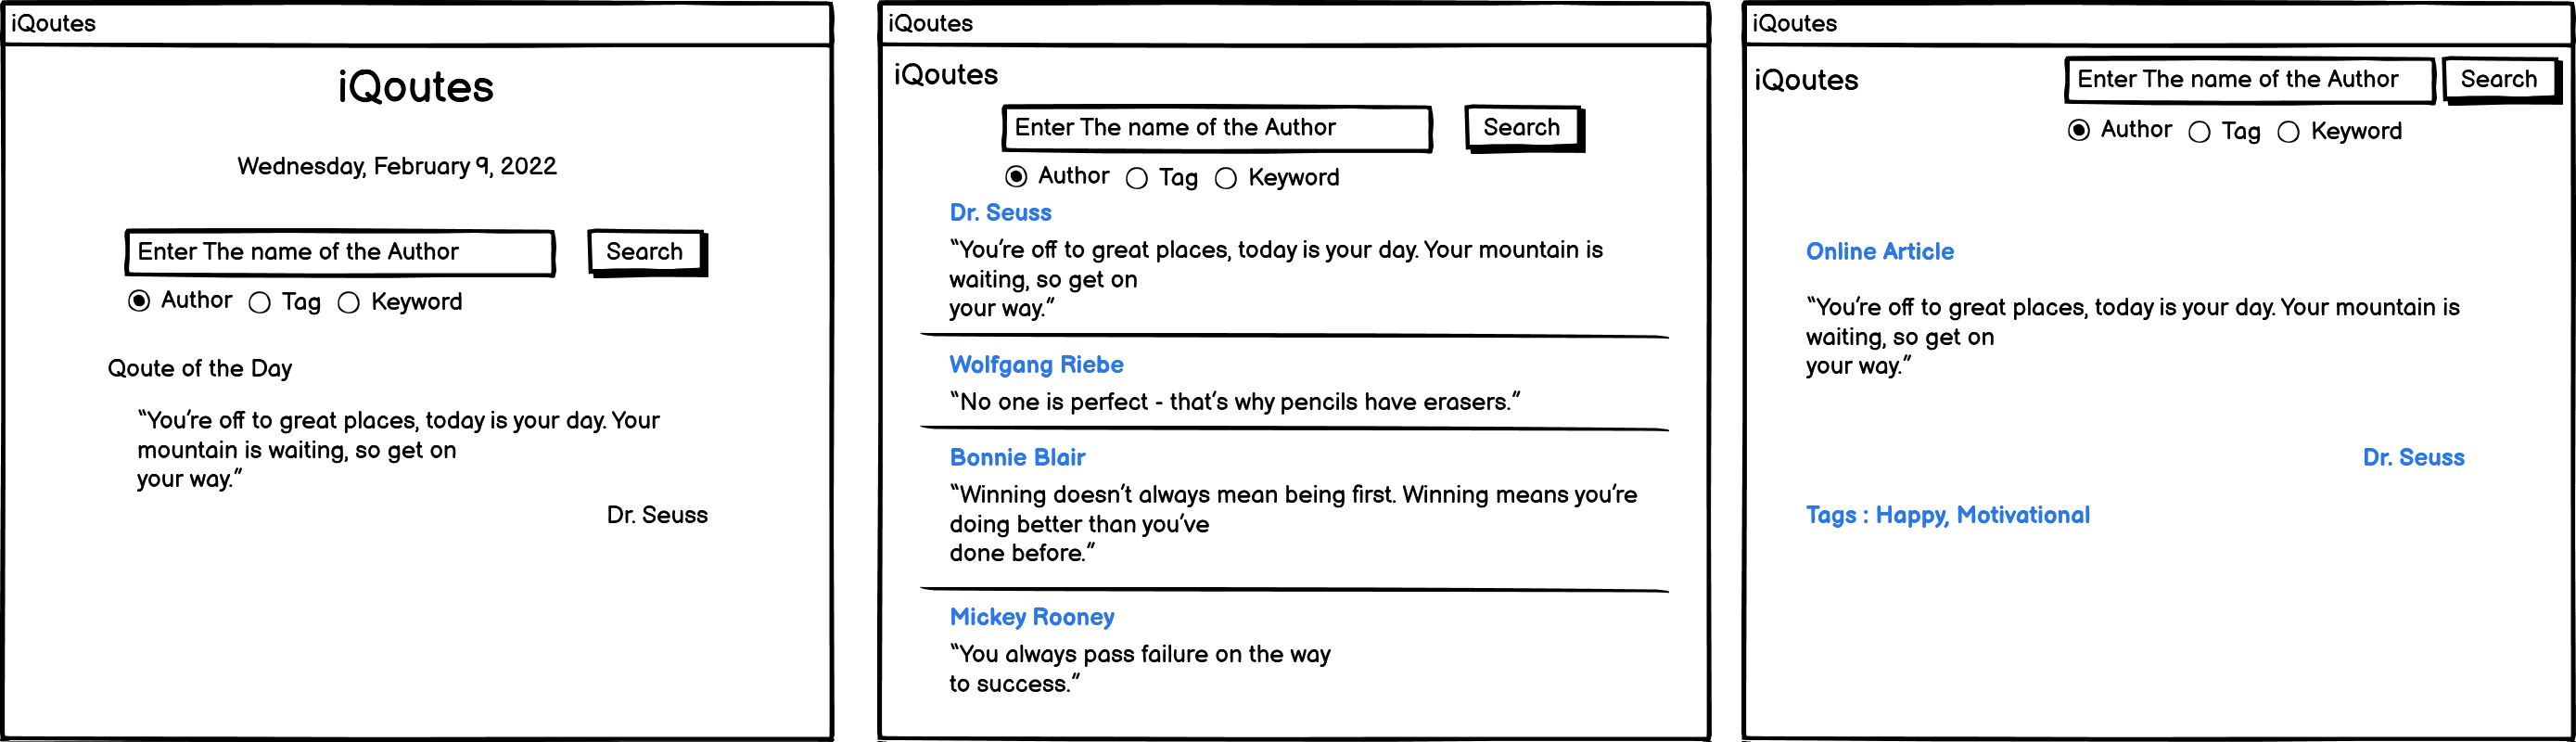 iQoutes
iQoutes
Wednesday, February 9, 2022
Enter The name of the Author
Search
Author Tag Keyword
Qoute of the Day
“You’re off to great places, today is your day. Your
mountain is waiting, so get on
your way.”
Dr. Seuss
iQoutes
iQoutes
Enter The name of the Author
Search
Author Tag Keyword
Dr. Seuss
“You’re off to great places, today is your day. Your mountain is
waiting, so get on
your way.”
Wolfgang Riebe
“No one is perfect - that’s why pencils have erasers.”
Bonnie Blair
“Winning doesn’t always mean being first. Winning means you’re
doing better than you’ve
done before.”
Mickey Rooney
“You always pass failure on the way
to success.”
iQoutes
iQoutes
Enter The name of the Author
Search
Author Tag Keyword
Online Article
“You’re off to great places, today is your day. Your mountain is
waiting, so get on
your way.”
Dr. Seuss
Tags : Happy, Motivational